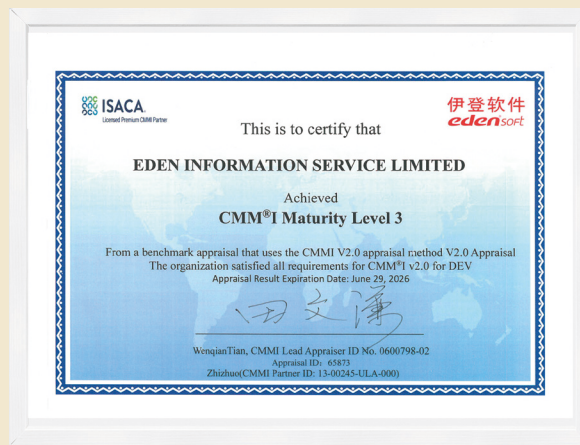 ISACA.
Licensed Premium CMMI Partner
伊登软件
edensoft
This is to certify that
EDEN INFORMATION SERVICE LIMITED
Achieved
CMM®I Maturity Level 3
From a benchmark appraisal that uses the CMMI V2.0 appraisal method V2.0 Appraisal
The organization satisfied all requirements for CMM®I v2.0 for DEV
Appraisal Result Expiration Date: June 29, 2026
田文谦
WenqianTian, CMMI Lead Appraiser ID No. 0600798-02
Appraisal ID: 65873
Zhizhuo(CMMI Partner ID: 13-00245-ULA-000)